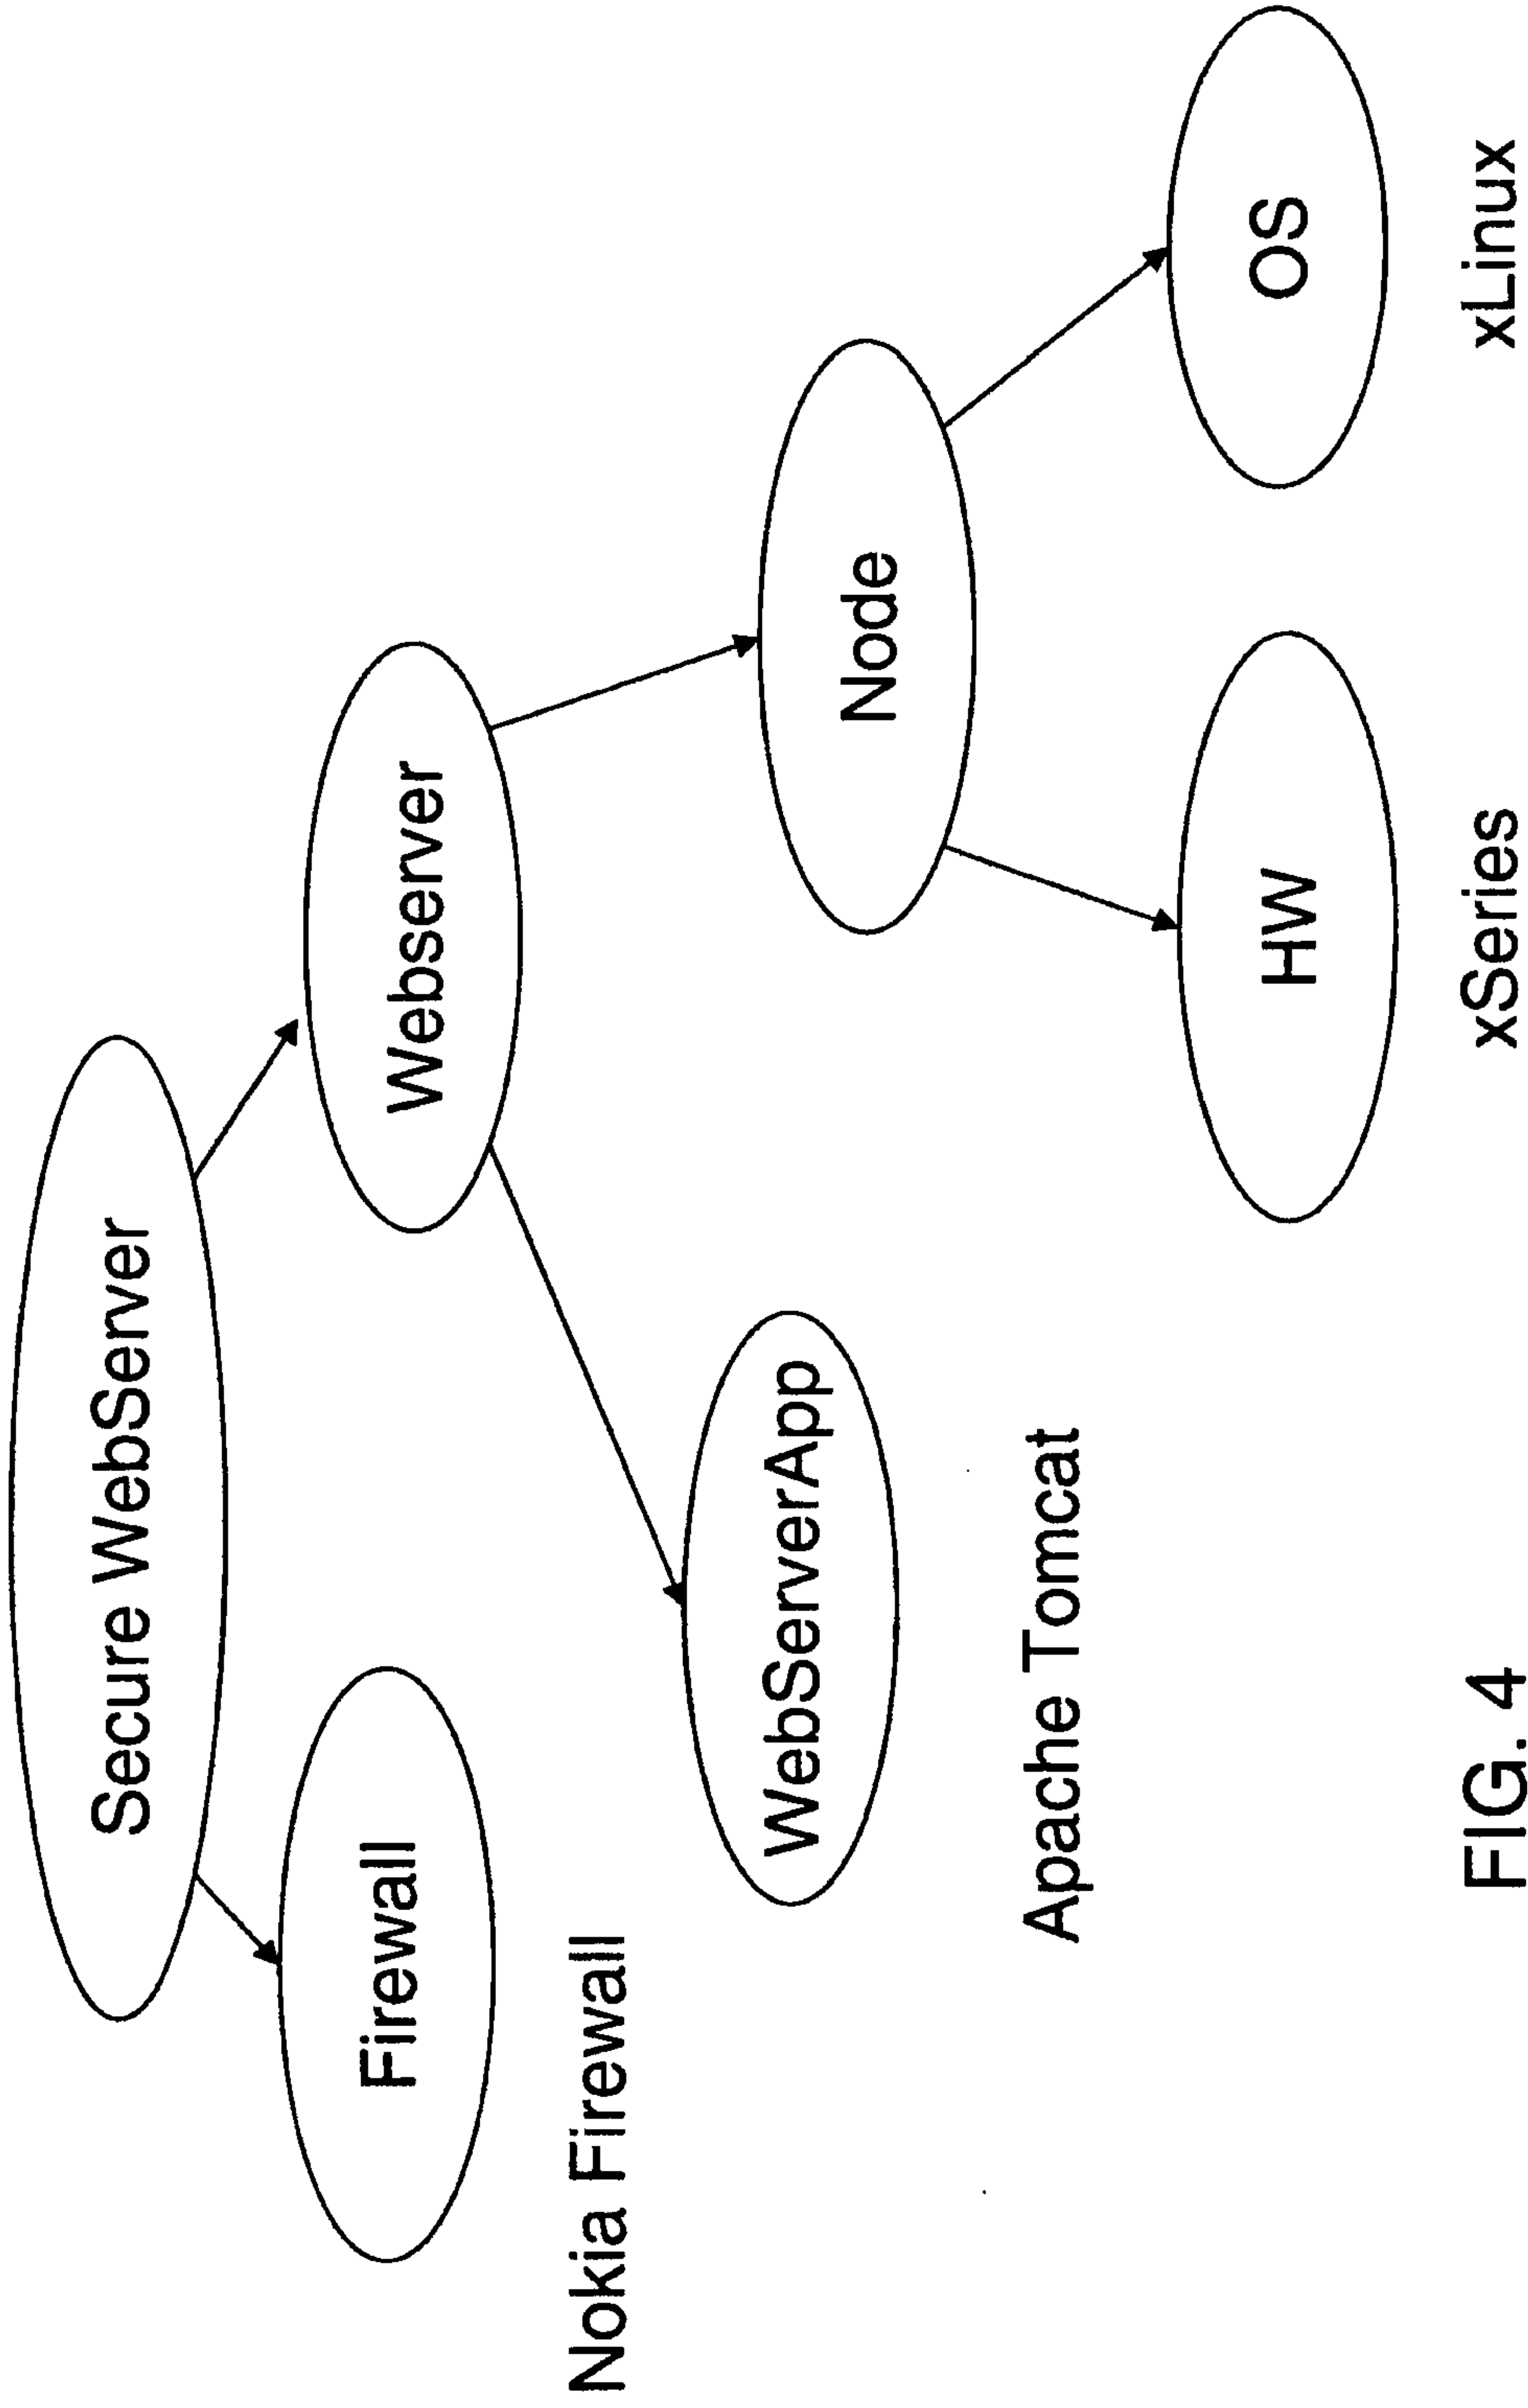 Secure WebServer
Firewall
Webserver
Nokia Firewall
WebServerApp
Node
Apache Tomcat
HW
OS
xSeries
xLinux
FIG. 4